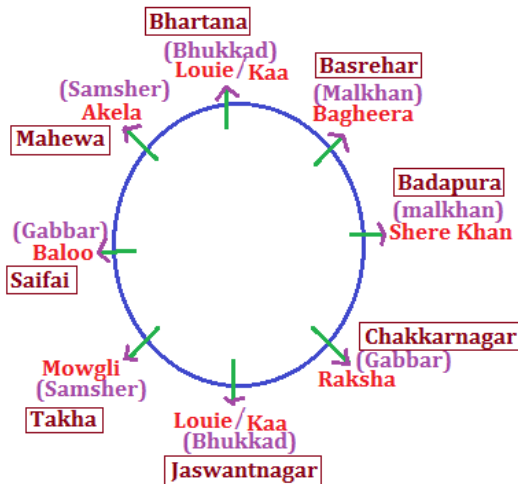 Bhartana
(Bhukkad)
Louie/Kaa
Basrehar
(Malkhan)
Bagheera
Badapura
(malkhan)
Shere Khan
Chakkarnagar
(Gabbar)
Raksha
Louie/Kaa
(Bhukkad)
Jaswantnagar
Mowgli
(Samsher)
Takha
(Gabbar)
Baloo
Saifai
(Samsher)
Akela
Mahewa